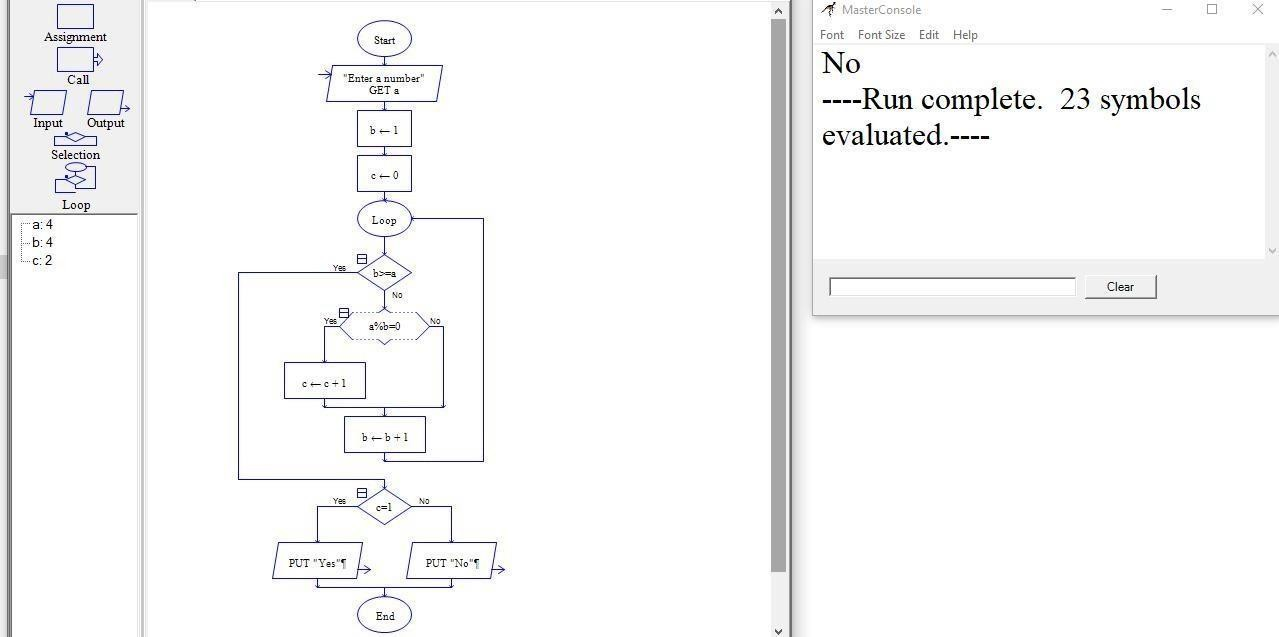 Assignment
Call
Input Output
Selection
Loop
a: 4
b: 4
c: 2
Start
"Enter a number"
GET a
b ← 1
c ← 0
Loop
b>=a
Yes
No
a%b=0
Yes
No
c ← c + 1
b ← b + 1
c=1
Yes
No
PUT "Yes"¶
PUT "No"¶
End
MasterConsole
Font Font Size Edit Help
No
----Run complete.  23 symbols
evaluated.----
Clear